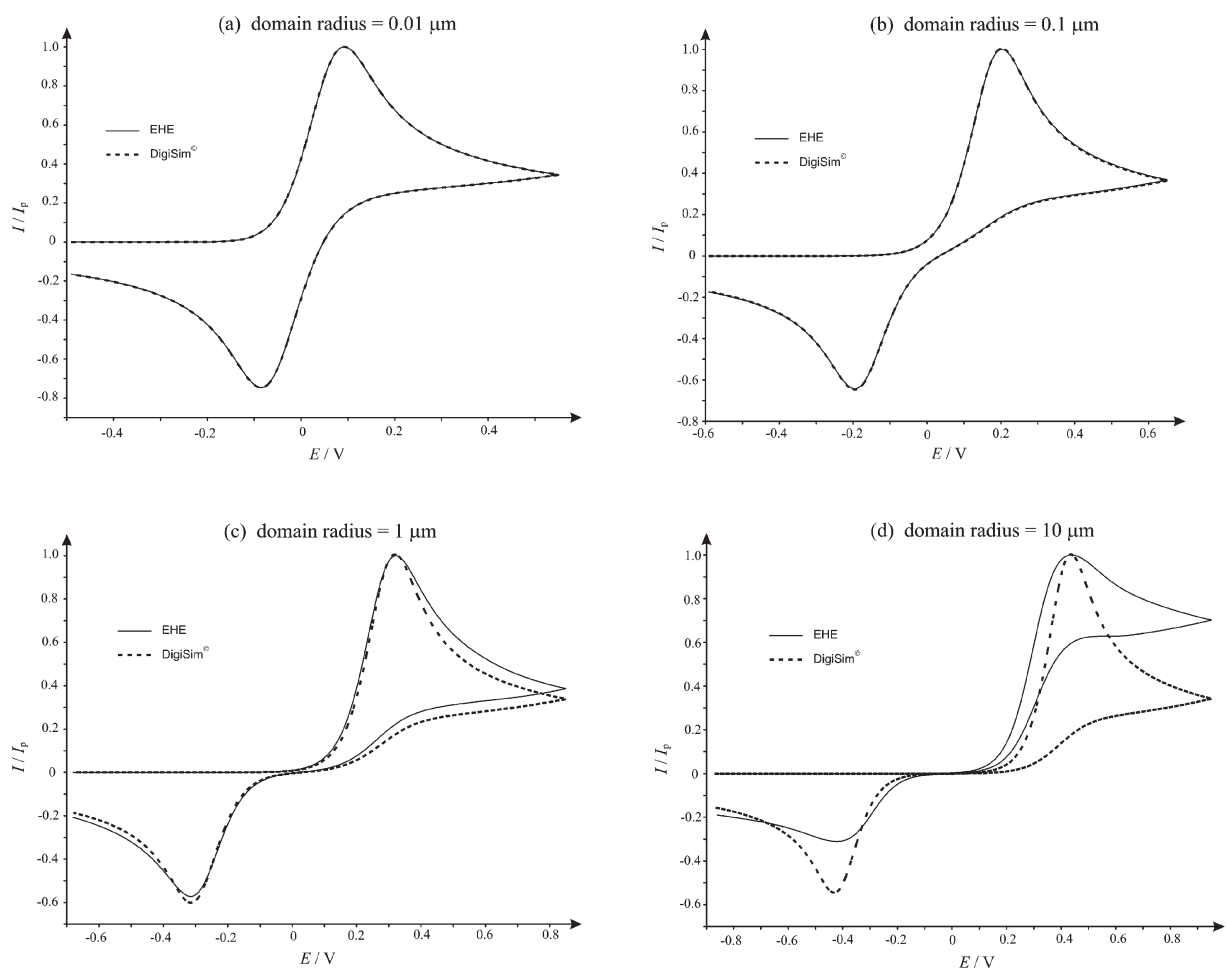 (a) domain radius = 0.01 μm
1.0
0.8
0.6
0.4
0.2
0
-0.2
-0.4
-0.6
-0.8
I / Ip
EHE
DigiSim©
-0.4 -0.2 0 0.2 0.4
E / V
(b) domain radius = 0.1 μm
1.0
0.8
0.6
0.4
0.2
0
-0.2
-0.4
-0.6
-0.8
I / Ip
EHE
DigiSim©
-0.6 -0.4 -0.2 0 0.2 0.4 0.6
E / V
(c) domain radius = 1 μm
1.0
0.8
0.6
0.4
0.2
0
-0.2
-0.4
-0.6
I / Ip
EHE
DigiSim©
-0.6 -0.4 -0.2 0 0.2 0.4 0.6 0.8
E / V
(d) domain radius = 10 μm
1.0
0.8
0.6
0.4
0.2
0
-0.2
-0.4
-0.6
I / Ip
EHE
DigiSim©
-0.8 -0.6 -0.4 -0.2 0 0.2 0.4 0.6 0.8
E / V